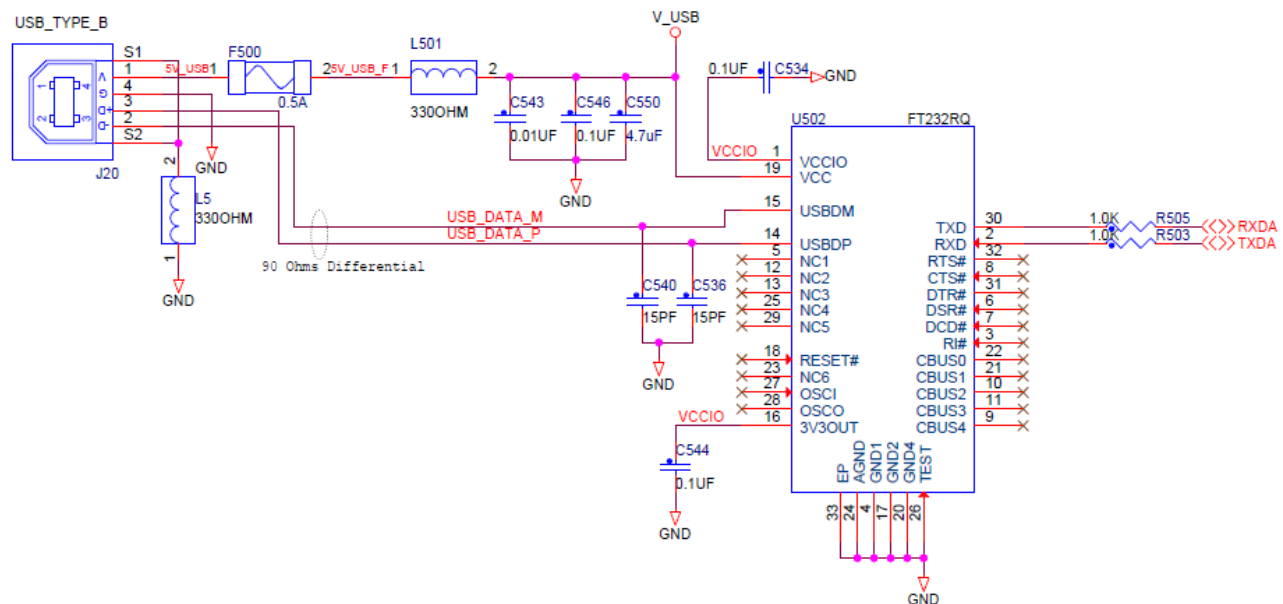 USB_TYPE_B
S1
1
4
3
2
S2
V
G
D+
D-
1
4
2
3
J20
5V_USB
1
F500
2
0.5A
5V_USB_F
1
L501
2
330OHM
V_USB
C543
0.01UF
C546
0.1UF
C550
4.7uF
GND
GND
2
L5
330OHM
1
GND
USB_DATA_M
USB_DATA_P
90 Ohms Differential
C540
15PF
C536
15PF
GND
0.1UF
C534
GND
U502
FT232RQ
VCCIO
1
VCCIO
19
VCC
15
USBDM
14
USBDP
5
NC1
12
NC2
13
NC3
25
NC4
29
NC5
18
RESET#
23
NC6
27
OSCI
28
OSCO
16
3V3OUT
VCCIO
C544
0.1UF
GND
TXD
30
RXD
2
RTS#
32
CTS#
8
DTR#
31
DSR#
6
DCD#
7
RI#
3
CBUS0
22
CBUS1
21
CBUS2
10
CBUS3
11
CBUS4
9
1.0K
R505
RXDA
1.0K
R503
TXDA
EP
AGND
GND1
GND2
GND4
TEST
33
24
4
17
20
26
GND